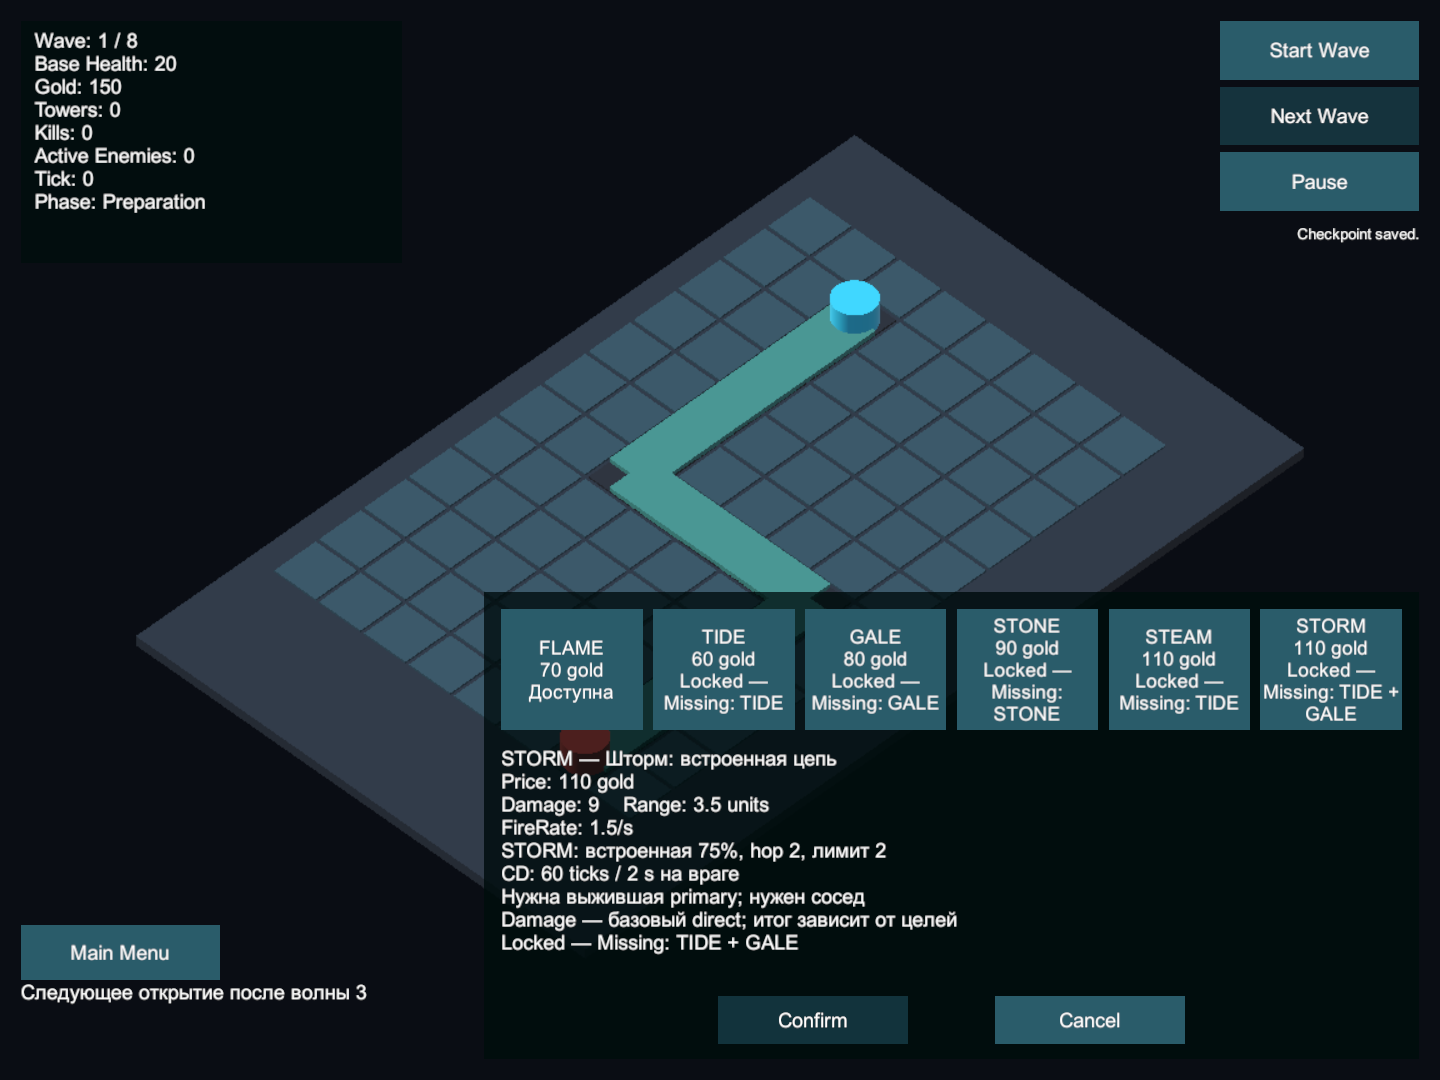 Wave: 1 / 8
Base Health: 20
Gold: 150
Towers: 0
Kills: 0
Active Enemies: 0
Tick: 0
Phase: Preparation
Start Wave
Next Wave
Pause
Checkpoint saved.
FLAME
70 gold
Доступна
TIDE
60 gold
Locked —
Missing: TIDE
GALE
80 gold
Locked —
Missing: GALE
STONE
90 gold
Locked —
Missing:
STONE
STEAM
110 gold
Locked —
Missing: TIDE
STORM
110 gold
Locked —
Missing: TIDE +
GALE
STORM — Шторм: встроенная цепь
Price: 110 gold
Damage: 9    Range: 3.5 units
FireRate: 1.5/s
STORM: встроенная 75%, hop 2, лимит 2
CD: 60 ticks / 2 s на враге
Нужна выжившая primary; нужен сосед
Damage — базовый direct; итог зависит от целей
Locked — Missing: TIDE + GALE
Confirm
Cancel
Main Menu
Следующее открытие после волны 3